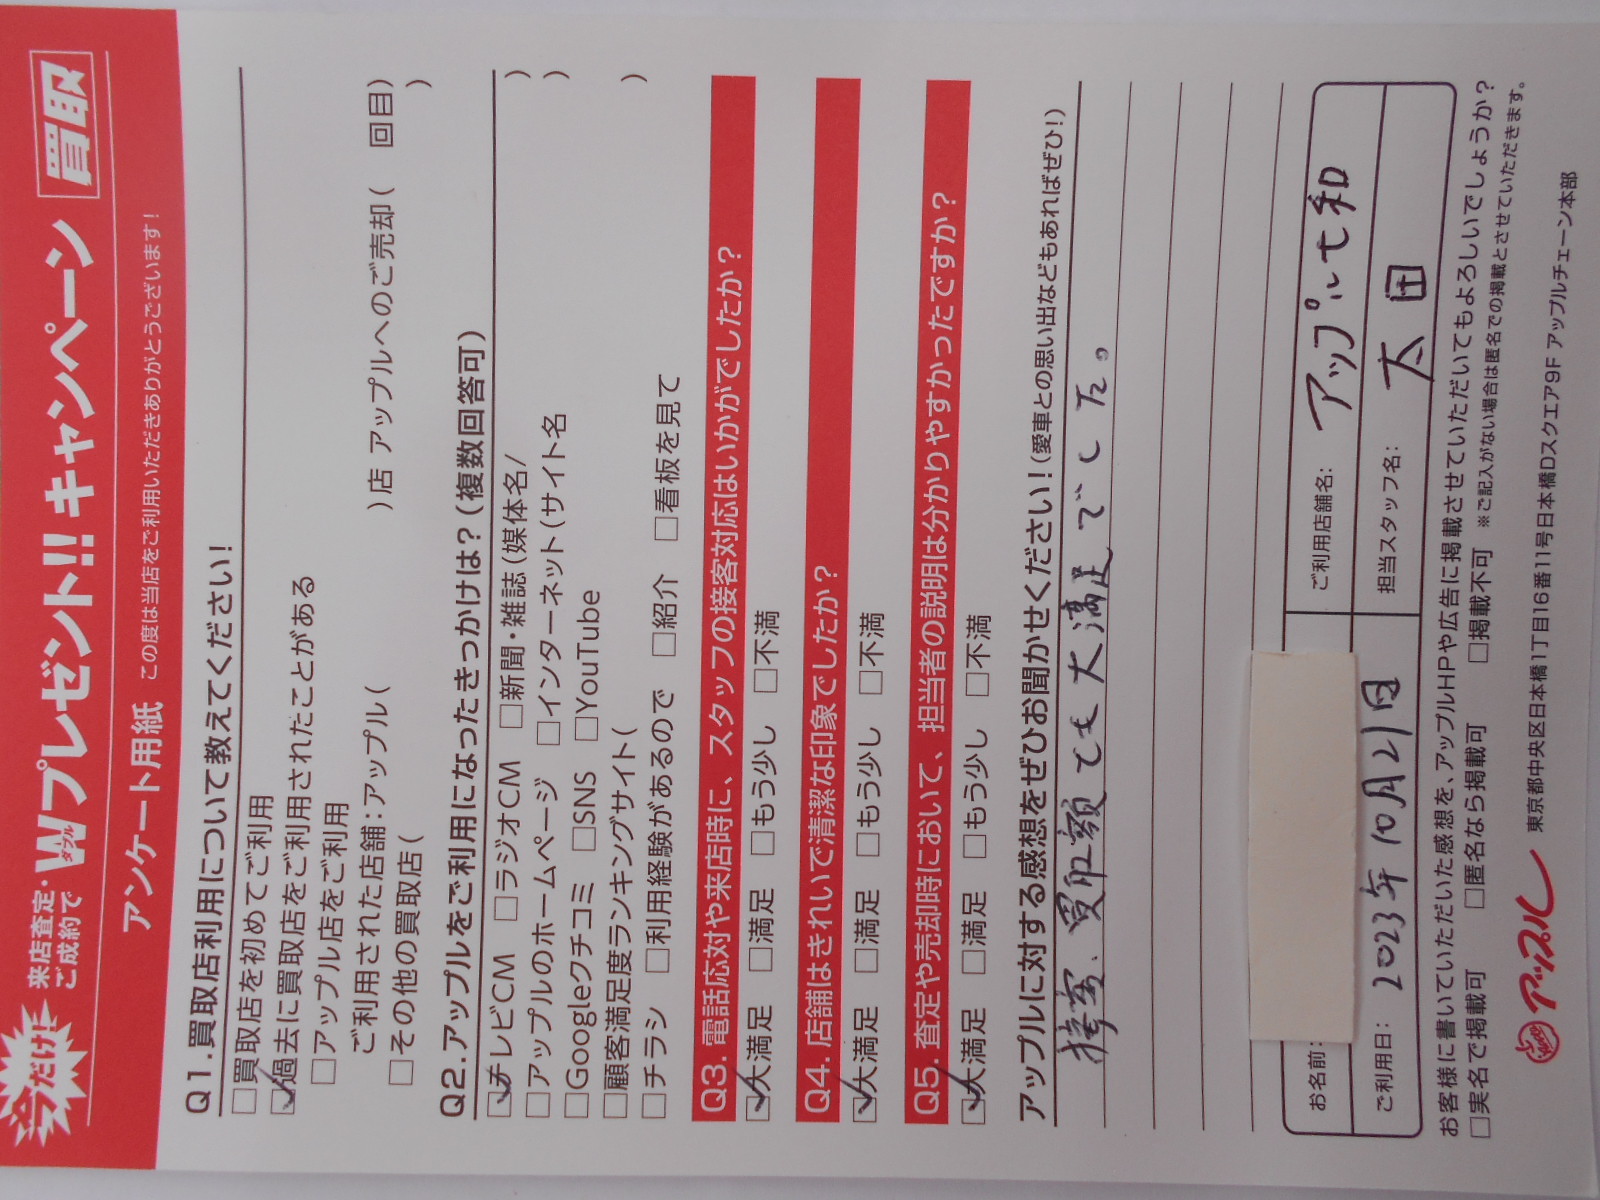 今だけ!
来店査定・
ご成約で
Wプレゼント!!キャンペーン
ダブル
買取
アンケート用紙 この度は当店をご利用いただきありがとうございます!
Q1.買取店利用について教えてください!
□買取店を初めてご利用
☑過去に買取店をご利用されたことがある
□アップル店をご利用
ご利用された店舗:アップル( )店 アップルへのご売却( 回目)
□その他の買取店( )
Q2.アップルをご利用になったきっかけは?(複数回答可)
☑テレビCM □ラジオCM □新聞・雑誌(媒体名/ )
□アップルのホームページ □インターネット(サイト名 )
□Googleクチコミ □SNS □YouTube
□顧客満足度ランキングサイト( )
□チラシ □利用経験があるので □紹介 □看板を見て
Q3.電話応対や来店時に、スタッフの接客対応はいかがでしたか?
☑大満足 □満足 □もう少し □不満
Q4.店舗はきれいで清潔な印象でしたか?
☑大満足 □満足 □もう少し □不満
Q5.査定や売却時において、担当者の説明は分かりやすかったですか?
☑大満足 □満足 □もう少し □不満
アップルに対する感想をぜひお聞かせください!(愛車との思い出などもあればぜひ!)
接客、買取額とも大満足でした。
お名前:
ご利用店舗名: アップル七和
ご利用日: 2023年10月21日
担当スタッフ名: 太田
お客様に書いていただいた感想を、アップルHPや広告に掲載させていただいてもよろしいでしょうか?
□実名で掲載可 □匿名なら掲載可 □掲載不可 ※ご記入がない場合は匿名での掲載とさせていただきます。
アップル 東京都中央区日本橋1丁目16番11号日本橋Dスクエア9F アップルチェーン本部